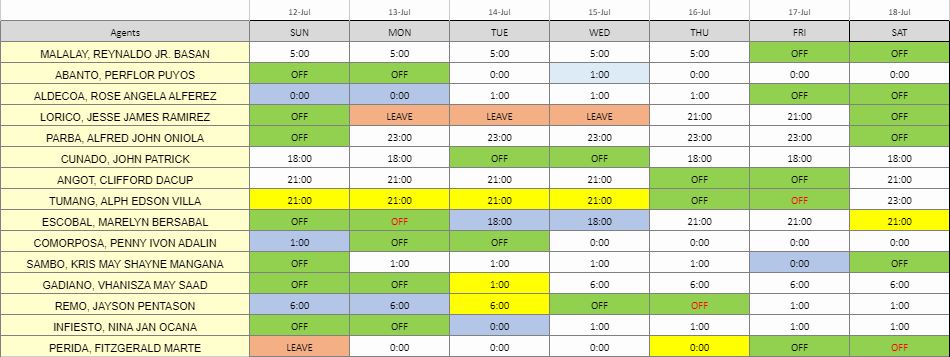 12-Jul 13-Jul 14-Jul 15-Jul 16-Jul 17-Jul 18-Jul
Agents SUN MON TUE WED THU FRI SAT
MALALAY, REYNALDO JR. BASAN 5:00 5:00 5:00 5:00 5:00 OFF OFF
ABANTO, PERFLOR PUYOS OFF OFF 0:00 1:00 0:00 0:00 0:00
ALDECOA, ROSE ANGELA ALFEREZ 0:00 0:00 1:00 1:00 1:00 OFF OFF
LORICO, JESSE JAMES RAMIREZ OFF LEAVE LEAVE LEAVE 21:00 21:00 OFF
PARBA, ALFRED JOHN ONIOLA OFF 23:00 23:00 23:00 23:00 23:00 OFF
CUNADO, JOHN PATRICK 18:00 18:00 OFF OFF 18:00 18:00 18:00
ANGOT, CLIFFORD DACUP 21:00 21:00 21:00 21:00 OFF OFF 21:00
TUMANG, ALPH EDSON VILLA 21:00 21:00 21:00 21:00 OFF OFF 23:00
ESCOBAL, MARELYN BERSABAL OFF OFF 18:00 18:00 21:00 21:00 21:00
COMORPOSA, PENNY IVON ADALIN 1:00 OFF OFF 0:00 0:00 0:00 0:00
SAMBO, KRIS MAY SHAYNE MANGANA OFF 1:00 1:00 1:00 1:00 0:00 OFF
GADIANO, VHANISZA MAY SAAD OFF OFF 1:00 6:00 6:00 6:00 6:00
REMO, JAYSON PENTASON 6:00 6:00 6:00 OFF OFF 1:00 1:00
INFIESTO, NINA JAN OCANA OFF OFF 0:00 1:00 1:00 1:00 1:00
PERIDA, FITZGERALD MARTE LEAVE 0:00 0:00 0:00 0:00 OFF OFF